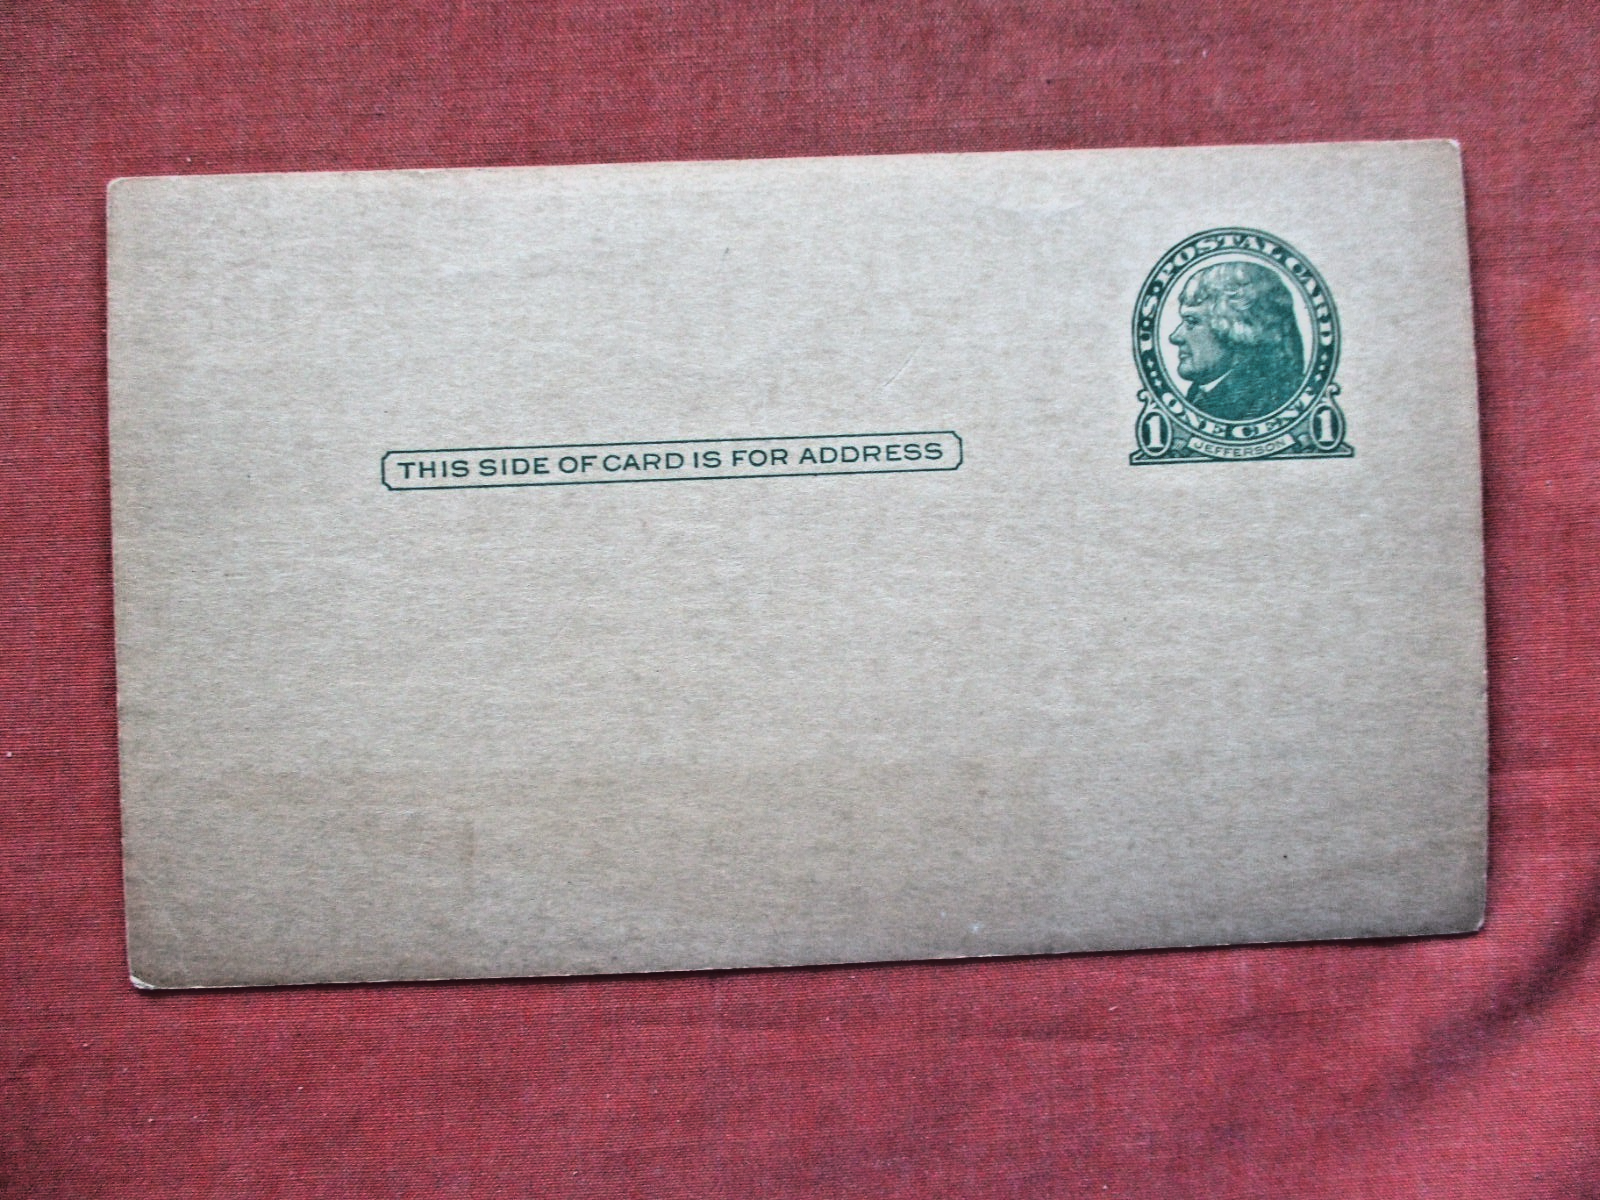 U.S. POSTAL CARD
ONE CENT
1 JEFFERSON 1
THIS SIDE OF CARD IS FOR ADDRESS